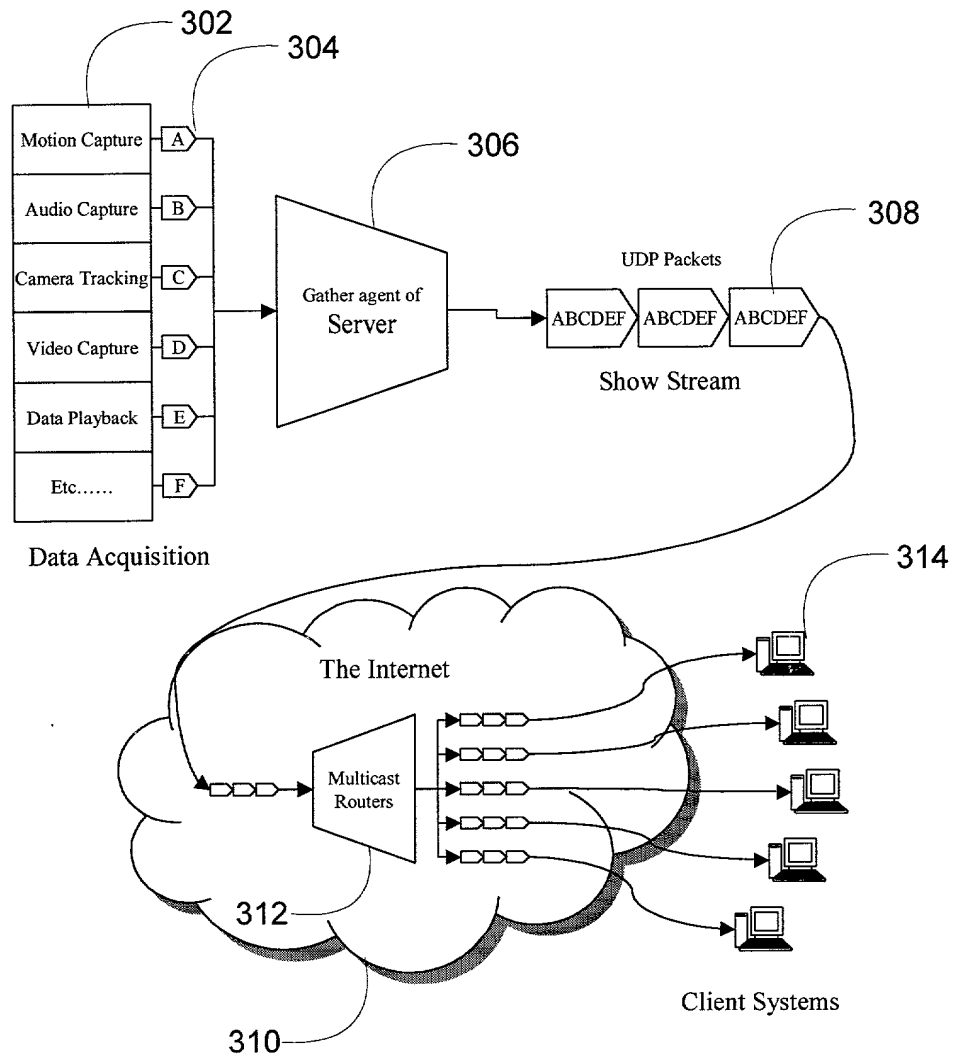 302
304
Motion Capture
A
306
Audio Capture
B
308
UDP Packets
Camera Tracking
C
Gather agent of
Server
ABCDEF
ABCDEF
ABCDEF
Video Capture
D
Show Stream
Data Playback
E
Etc......
F
Data Acquisition
314
The Internet
Multicast
Routers
312
310
Client Systems